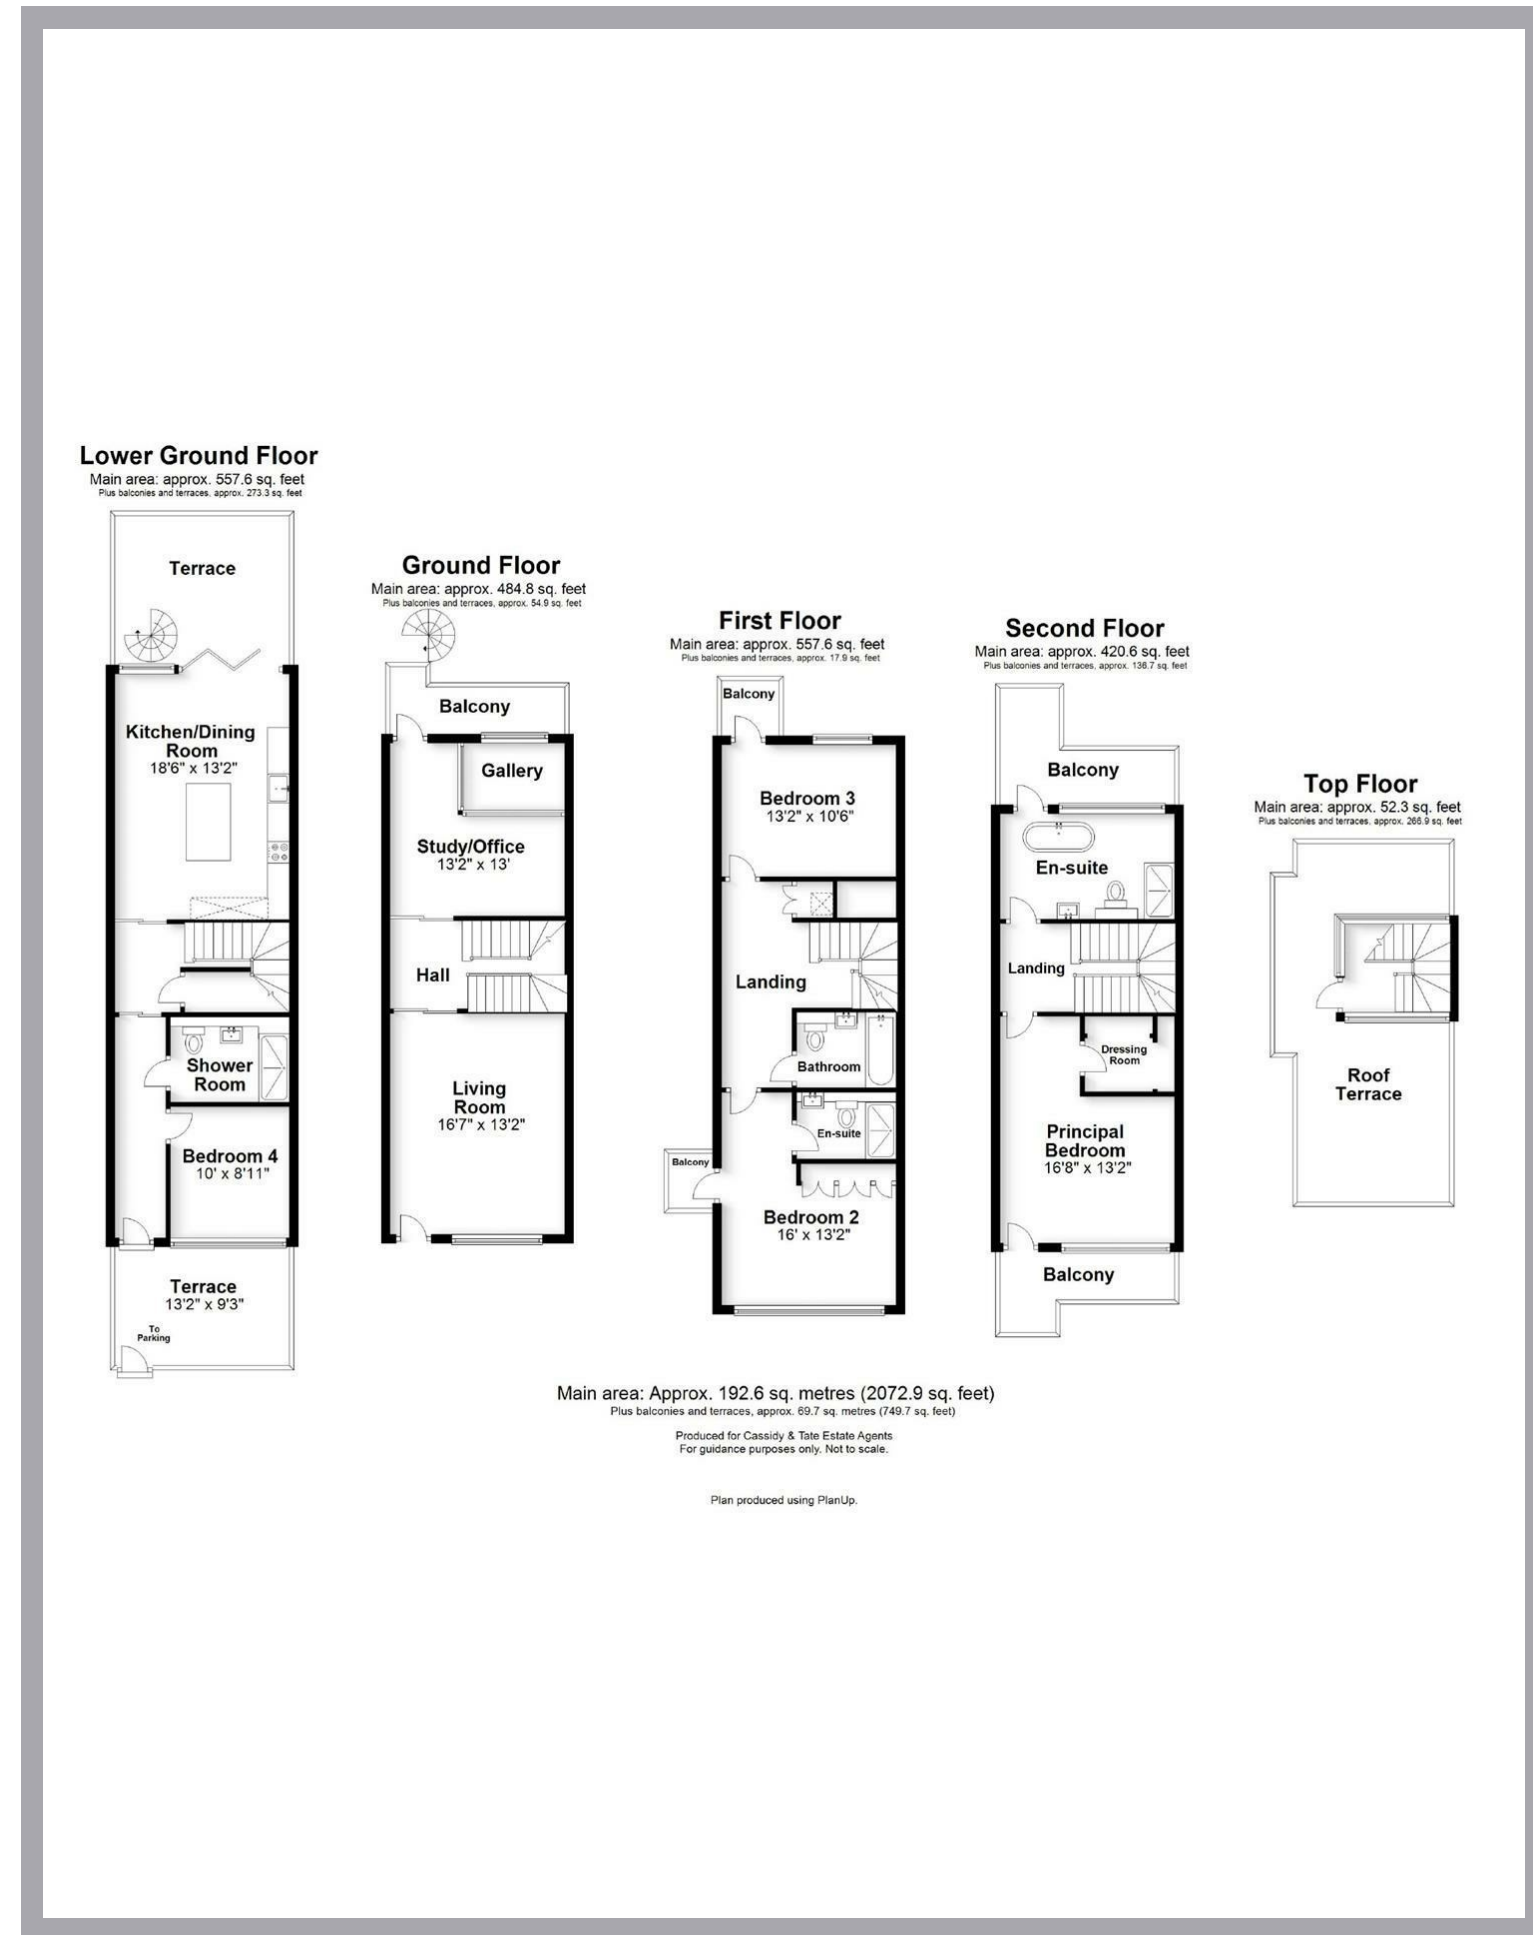 Lower Ground Floor
Main area: approx. 557.6 sq. feet
Plus balconies and terraces, approx. 273.3 sq. feet
Terrace
Kitchen/Dining
Room
18'6" x 13'2"
Shower
Room
Bedroom 4
10' x 8'11"
Terrace
13'2" x 9'3"
To
Parking
Ground Floor
Main area: approx. 484.8 sq. feet
Plus balconies and terraces, approx. 54.9 sq. feet
Balcony
Gallery
Study/Office
13'2" x 13'
Hall
Living
Room
16'7" x 13'2"
First Floor
Main area: approx. 557.6 sq. feet
Plus balconies and terraces, approx. 17.9 sq. feet
Balcony
Bedroom 3
13'2" x 10'6"
Landing
Bathroom
En-suite
Balcony
Bedroom 2
16' x 13'2"
Second Floor
Main area: approx. 420.6 sq. feet
Plus balconies and terraces, approx. 136.7 sq. feet
Balcony
En-suite
Landing
Dressing
Room
Principal
Bedroom
16'8" x 13'2"
Balcony
Top Floor
Main area: approx. 52.3 sq. feet
Plus balconies and terraces, approx. 266.9 sq. feet
Roof
Terrace
Main area: Approx. 192.6 sq. metres (2072.9 sq. feet)
Plus balconies and terraces, approx. 69.7 sq. metres (749.7 sq. feet)
Produced for Cassidy & Tate Estate Agents
For guidance purposes only. Not to scale.
Plan produced using PlanUp.